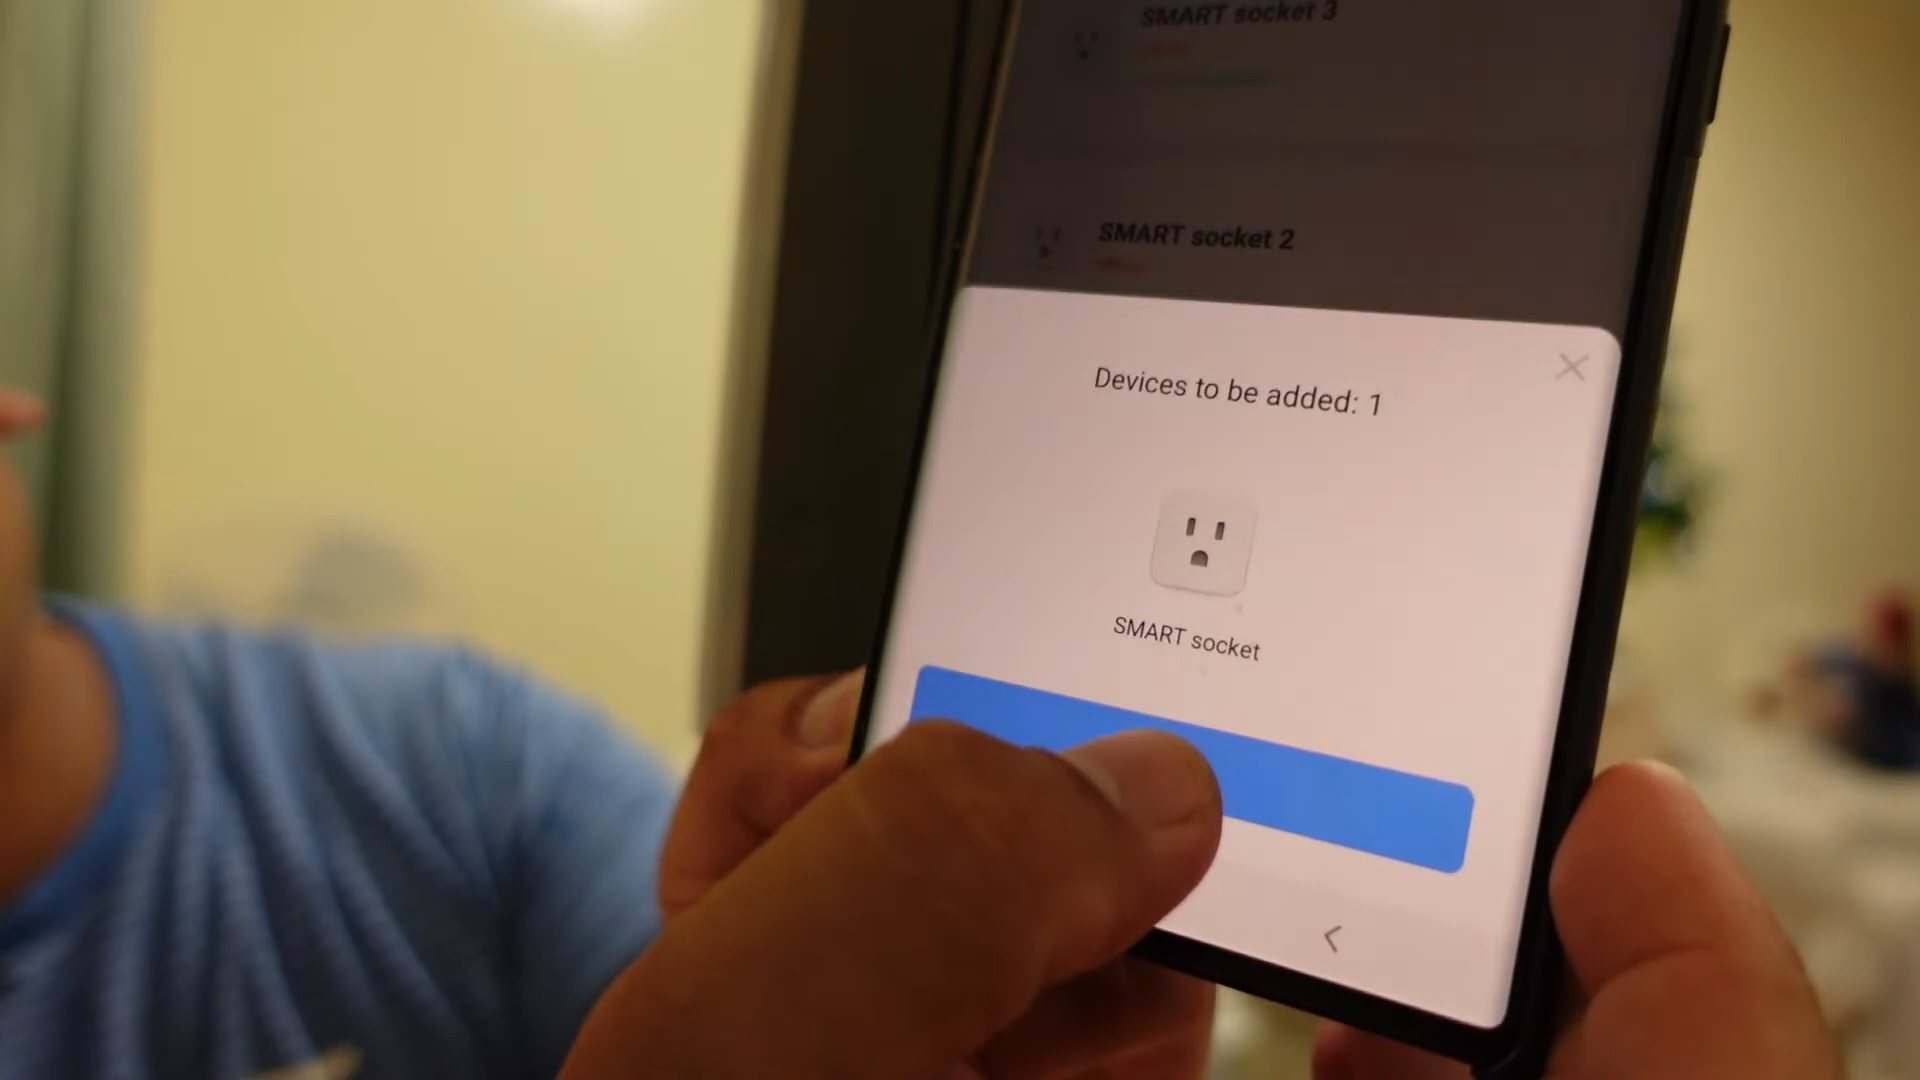 SMART socket 3
SMART socket 2
Devices to be added: 1
SMART socket